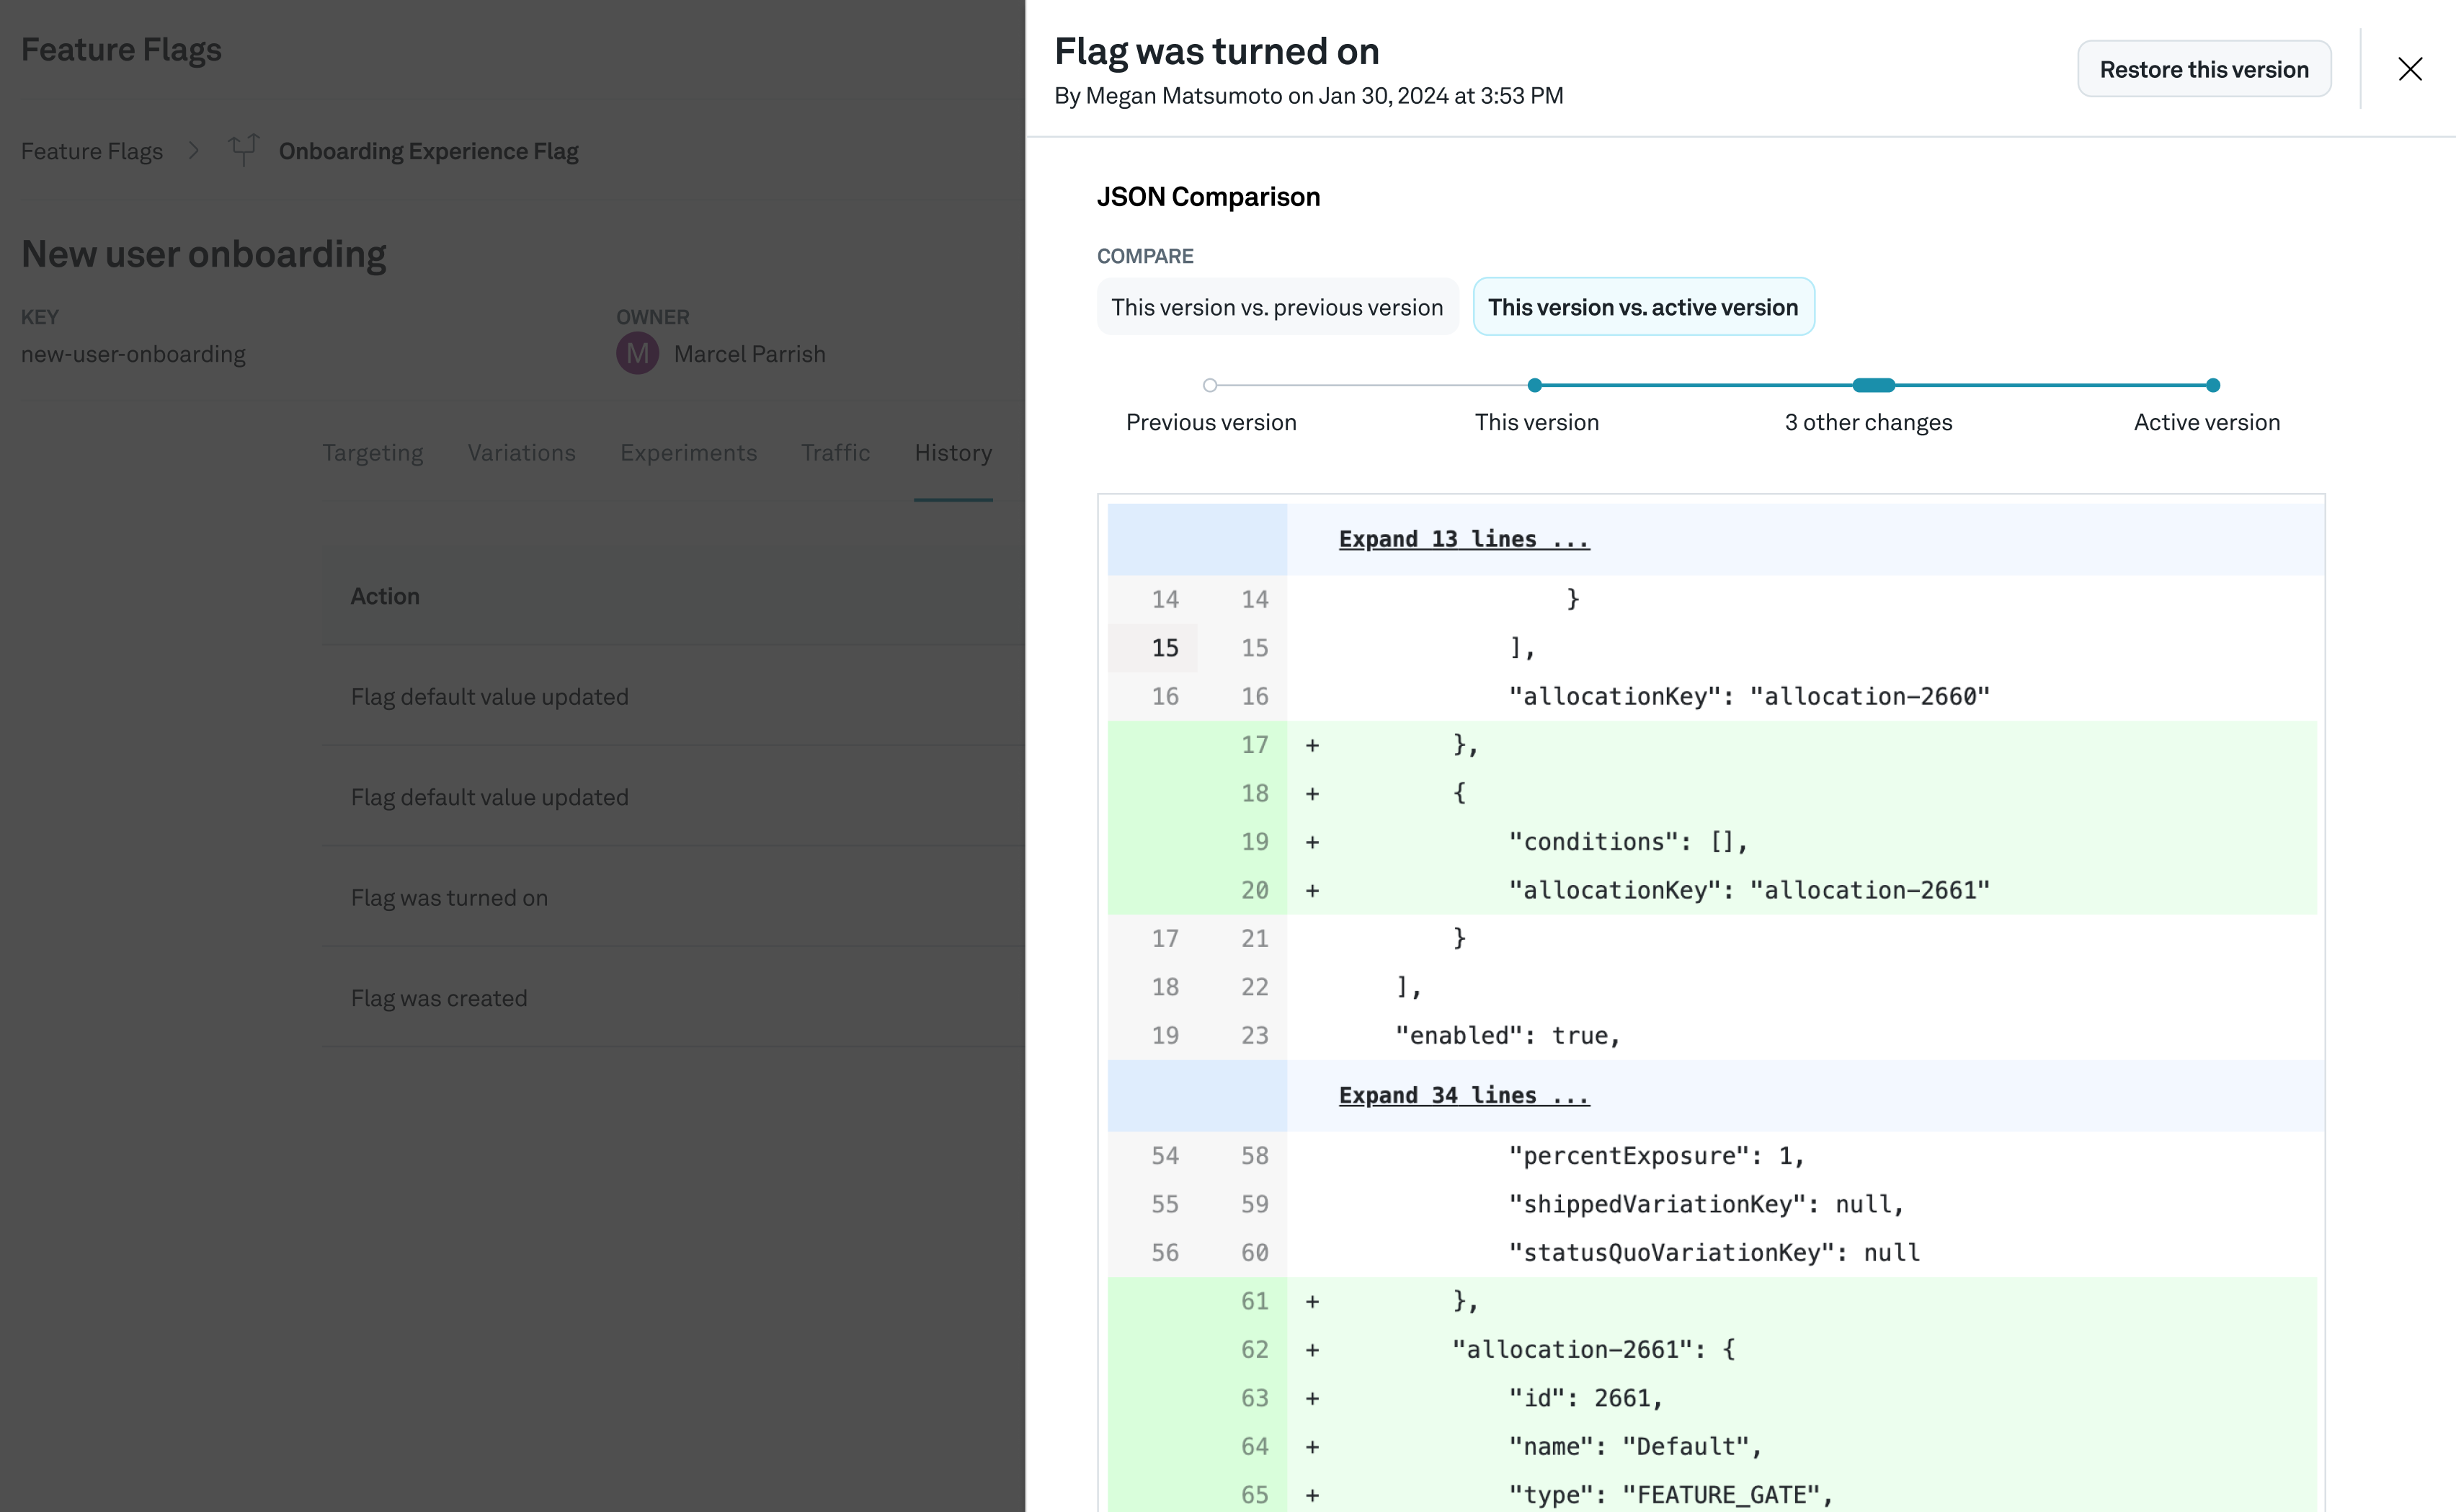 Feature Flags
Feature Flags > Onboarding Experience Flag
New user onboarding
KEY
new-user-onboarding
OWNER
M Marcel Parrish
Targeting Variations Experiments Traffic History
Action
Flag default value updated
Flag default value updated
Flag was turned on
Flag was created
Flag was turned on
By Megan Matsumoto on Jan 30, 2024 at 3:53 PM
Restore this version
JSON Comparison
COMPARE
This version vs. previous version
This version vs. active version
Previous version This version 3 other changes Active version
Expand 13 lines ...
14 14 }
15 15 ],
16 16 "allocationKey": "allocation-2660"
17 + },
18 + {
19 + "conditions": [],
20 + "allocationKey": "allocation-2661"
17 21 }
18 22 ],
19 23 "enabled": true,
Expand 34 lines ...
54 58 "percentExposure": 1,
55 59 "shippedVariationKey": null,
56 60 "statusQuoVariationKey": null
61 + },
62 + "allocation-2661": {
63 + "id": 2661,
64 + "name": "Default",
65 + "type": "FEATURE_GATE",